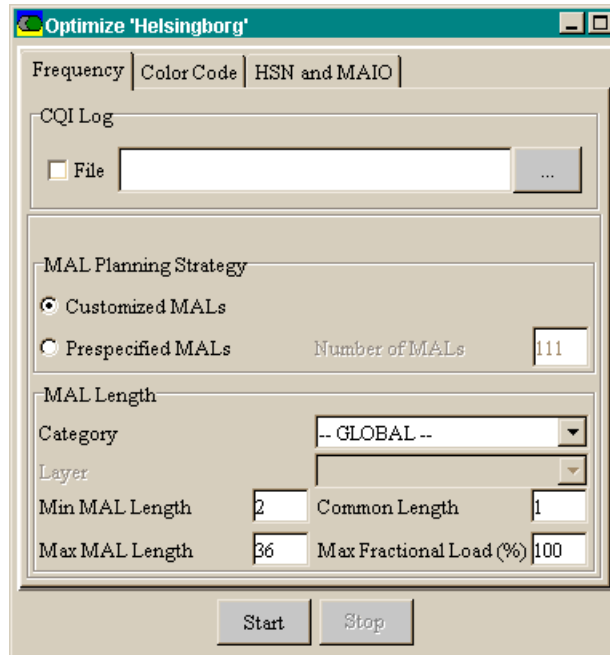 Optimize 'Helsingborg'
Frequency Color Code HSN and MAIO
CQI Log
File ...
MAL Planning Strategy
Customized MALs
Prespecified MALs Number of MALs 111
MAL Length
Category -- GLOBAL --
Layer
Min MAL Length 2 Common Length 1
Max MAL Length 36 Max Fractional Load (%) 100
Start Stop